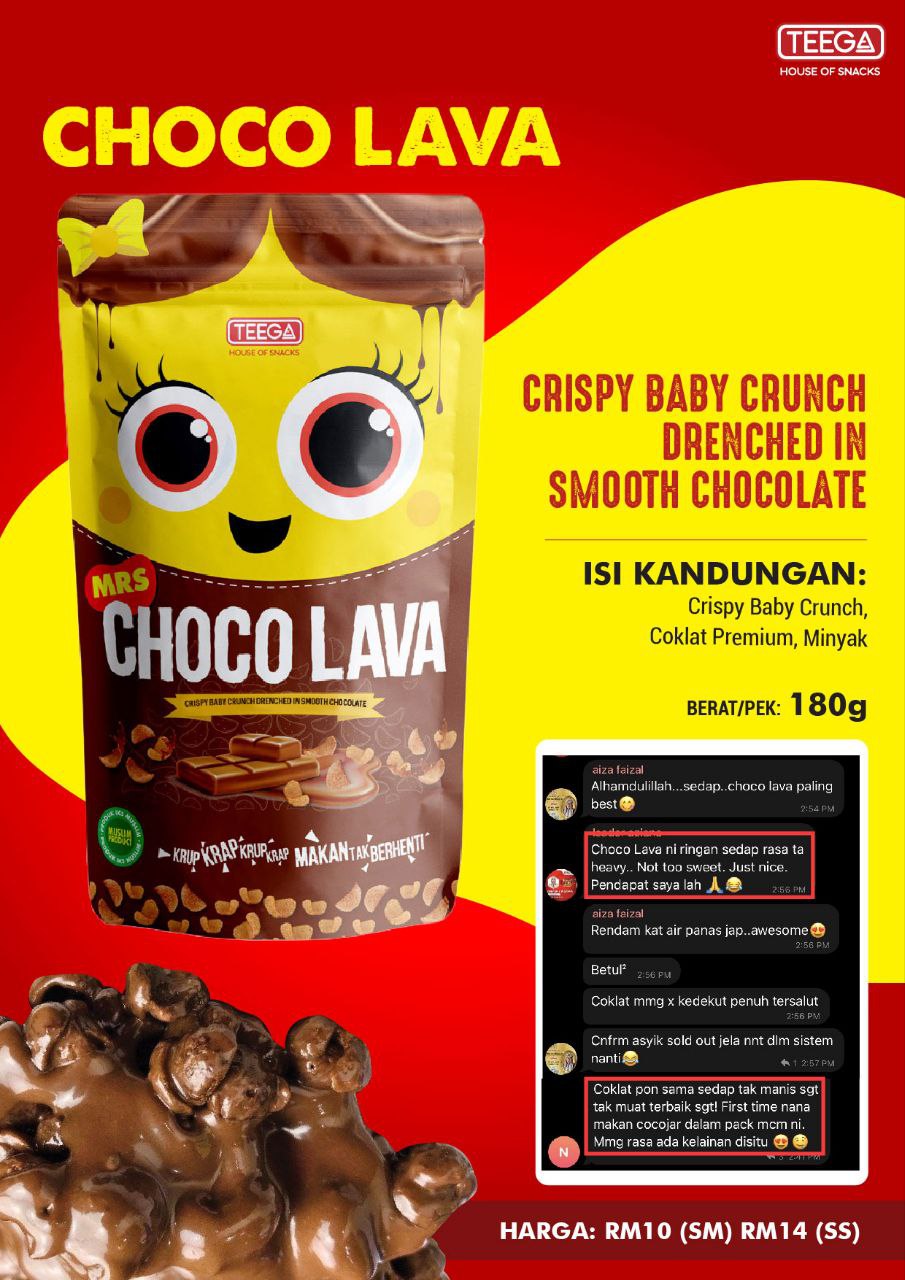 TEEGA
HOUSE OF SNACKS
CHOCO LAVA
TEEGA
HOUSE OF SNACKS
MRS
CHOCO LAVA
CRISPY BABY CRUNCH DRENCHED IN SMOOTH CHOCOLATE
MUSLIM
PRODUCT
KRUP KRAP KRUP KRAP MAKAN TAK BERHENTI
CRISPY BABY CRUNCH
DRENCHED IN
SMOOTH CHOCOLATE
ISI KANDUNGAN:
Crispy Baby Crunch,
Coklat Premium, Minyak
BERAT/PEK: 180g
aiza faizal
Alhamdulillah...sedap..choco lava paling
best😋
2:54 PM
Choco Lava ni ringan sedap rasa ta
heavy.. Not too sweet. Just nice.
Pendapat saya lah 🙏😂
2:56 PM
aiza faizal
Rendam kat air panas jap..awesome😍
2:56 PM
Betul² 2:56 PM
Coklat mmg x kedekut penuh tersalut
2:56 PM
Cnfrm asyik sold out jela nnt dlm sistem
nanti😂
1 2:57 PM
Coklat pon sama sedap tak manis sgt
tak muat terbaik sgt! First time nana
makan cocojar dalam pack mcm ni.
Mmg rasa ada kelainan disitu 😍🤤
N
3 2:41 PM
HARGA: RM10 (SM) RM14 (SS)